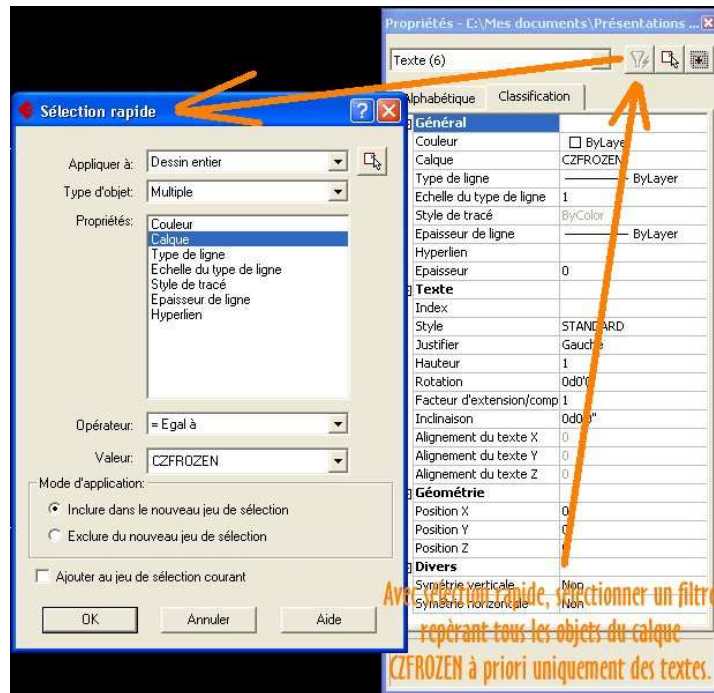 Propriétés - C:\Mes documents\Présentations ...
Texte (6)
Alphabétique Classification
Général
Couleur ByLayer
Calque CZFROZEN
Type de ligne ByLayer
Echelle du type de ligne 1
Style de tracé ByColor
Epaisseur de ligne ByLayer
Hyperlien
Epaisseur 0
Texte
Index
Style STANDARD
Justifier Gauche
Hauteur 1
Rotation 0d0'0"
Facteur d'extension/comp 1
Inclinaison 0d0'0"
Alignement du texte X 0
Alignement du texte Y 0
Alignement du texte Z 0
Géométrie
Position X 0
Position Y 0
Position Z
Divers
Symétrie verticale Non
Symétrie horizontale Non
Sélection rapide
Appliquer à: Dessin entier
Type d'objet: Multiple
Propriétés: Couleur
Calque
Type de ligne
Echelle du type de ligne
Style de tracé
Epaisseur de ligne
Hyperlien
Opérateur: = Egal à
Valeur: CZFROZEN
Mode d'application:
Inclure dans le nouveau jeu de sélection
Exclure du nouveau jeu de sélection
Ajouter au jeu de sélection courant
OK Annuler Aide
Avec sélection rapide, sélectionner un filtre
repèrant tous les objets du calque
CZFROZEN à priori uniquement des textes.